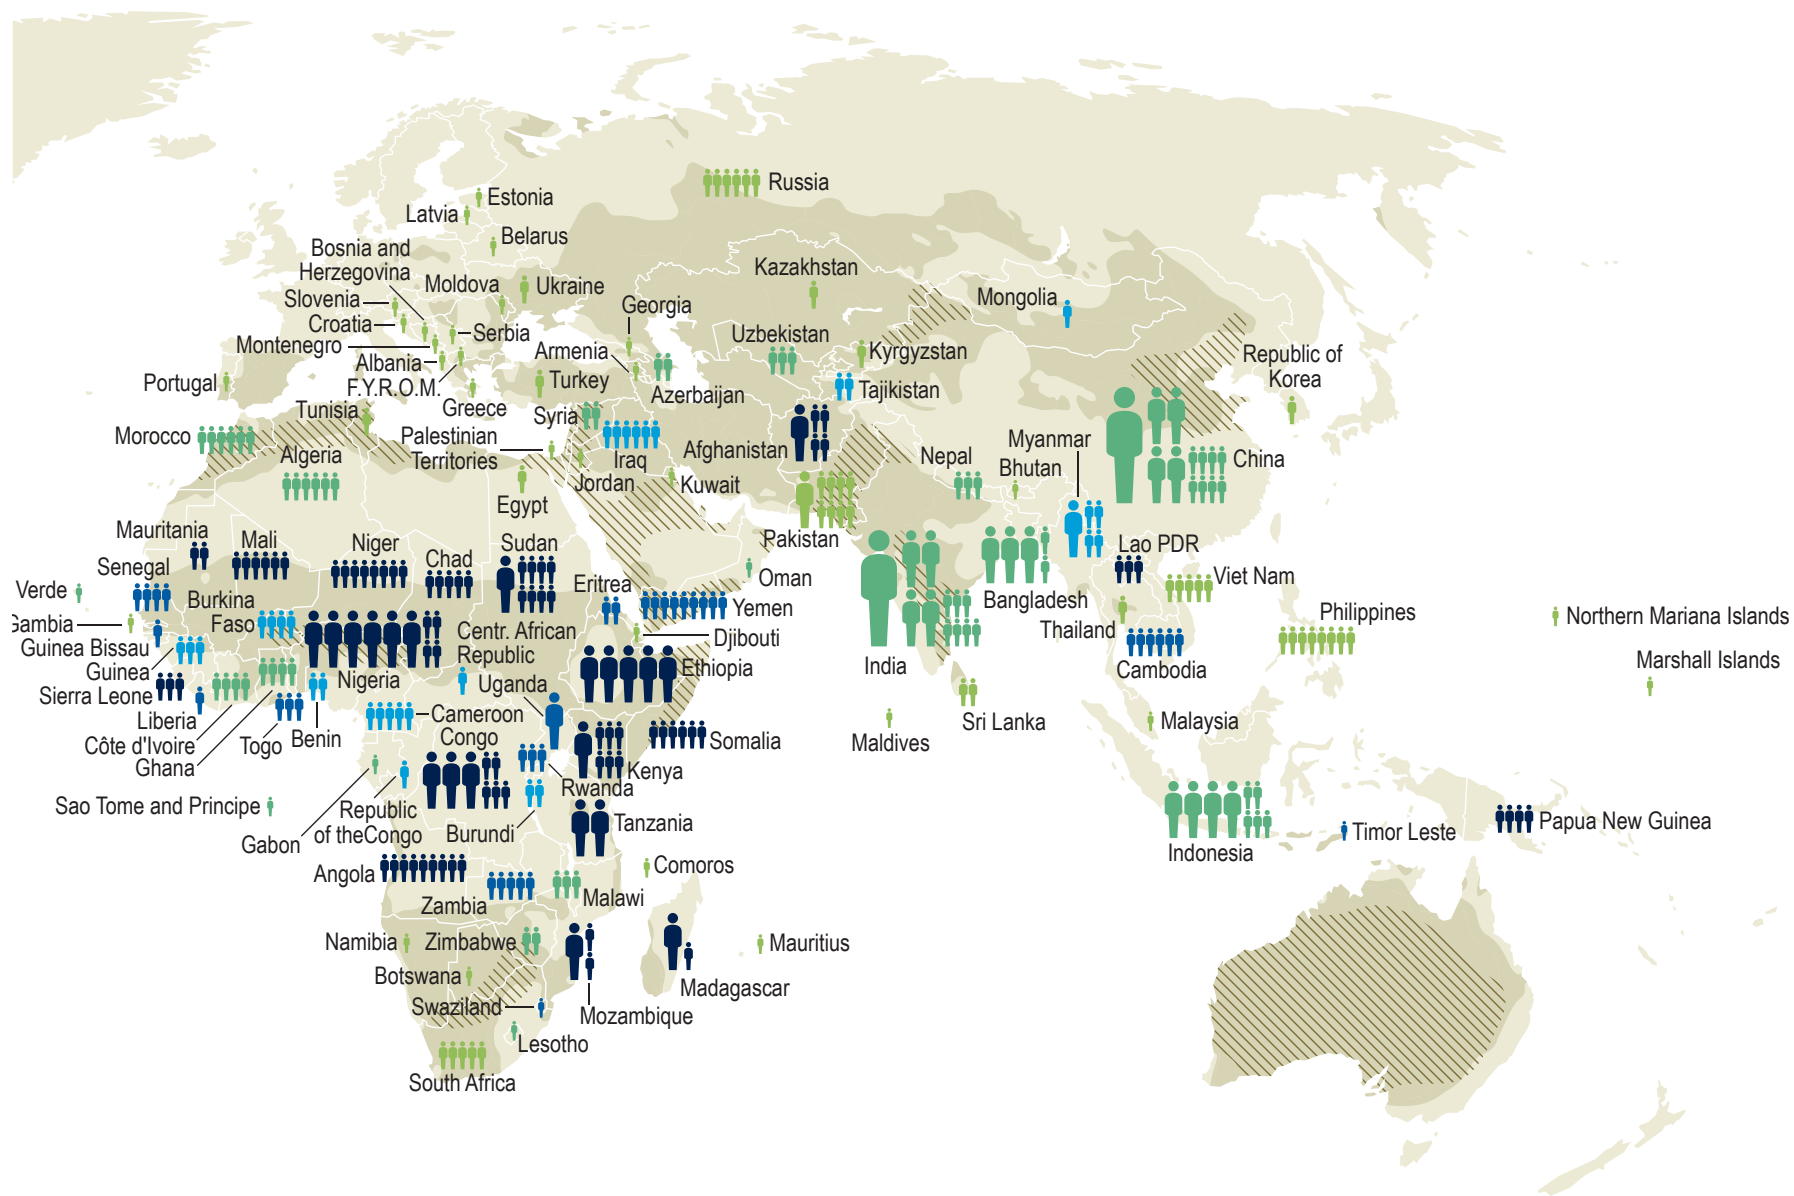 Russia
Estonia
Latvia
Belarus
Bosnia and
Herzegovina
Moldova
Ukraine
Kazakhstan
Slovenia
Georgia
Mongolia
Croatia
Serbia
Uzbekistan
Montenegro
Armenia
Kyrgyzstan
Republic of
Korea
Albania
F.Y.R.O.M.
Turkey
Portugal
Azerbaijan
Tajikistan
Greece
Tunisia
Syria
Morocco
Palestinian
Territories
Iraq
Afghanistan
Myanmar
Algeria
Nepal
Bhutan
China
Jordan
Kuwait
Egypt
Mauritania
Mali
Niger
Chad
Sudan
Pakistan
Lao PDR
Senegal
Eritrea
Oman
Viet Nam
Verde
Burkina
Faso
Yemen
Bangladesh
Philippines
Northern Mariana Islands
Gambia
Guinea Bissau
Centr. African
Republic
Djibouti
Thailand
Guinea
Nigeria
Ethiopia
India
Cambodia
Marshall Islands
Sierra Leone
Uganda
Liberia
Cameroon
Sri Lanka
Malaysia
Côte d'Ivoire
Togo
Benin
Congo
Somalia
Maldives
Ghana
Kenya
Rwanda
Sao Tome and Principe
Republic
of theCongo
Gabon
Burundi
Tanzania
Timor Leste
Papua New Guinea
Indonesia
Angola
Comoros
Zambia
Malawi
Namibia
Zimbabwe
Mauritius
Botswana
Madagascar
Swaziland
Mozambique
Lesotho
South Africa